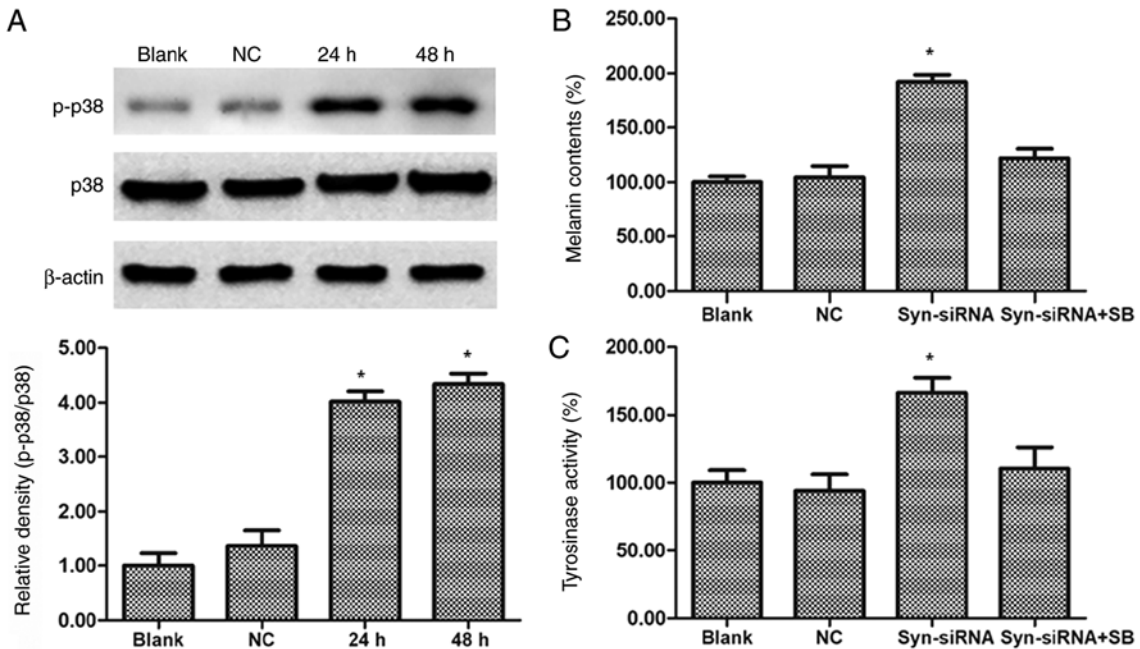 A
Blank NC 24 h 48 h
p-p38
p38
β-actin
Relative density (p-p38/p38)
5.00
4.00
3.00
2.00
1.00
0.00
Blank NC 24 h 48 h
* *
B
Melanin contents (%)
250.00
200.00
150.00
100.00
50.00
0.00
*
Blank NC Syn-siRNA Syn-siRNA+SB
C
Tyrosinase activity (%)
200.00
150.00
100.00
50.00
0.00
*
Blank NC Syn-siRNA Syn-siRNA+SB